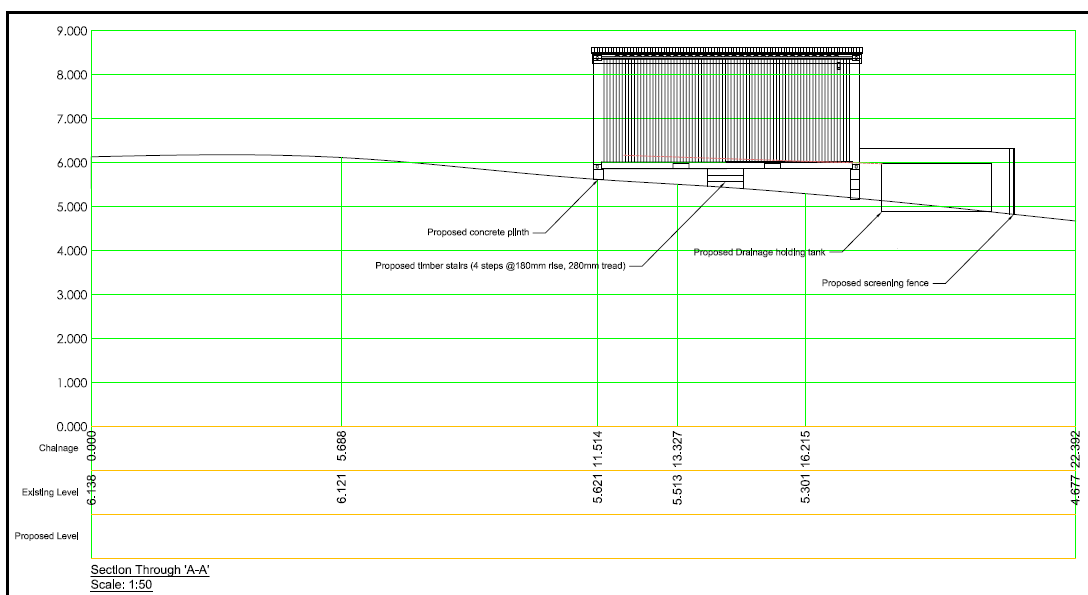 9.000
8.000
7.000
6.000
5.000
4.000
3.000
2.000
1.000
0.000
Proposed concrete plinth
Proposed timber stairs (4 steps @180mm rise, 280mm tread)
Proposed Drainage holding tank
Proposed screening fence
Chainage 0.000 5.688 11.514 13.327 16.215 22.392
Existing Level 6.138 6.121 5.621 5.513 5.301 4.677
Proposed Level
Section Through 'A-A'
Scale: 1:50